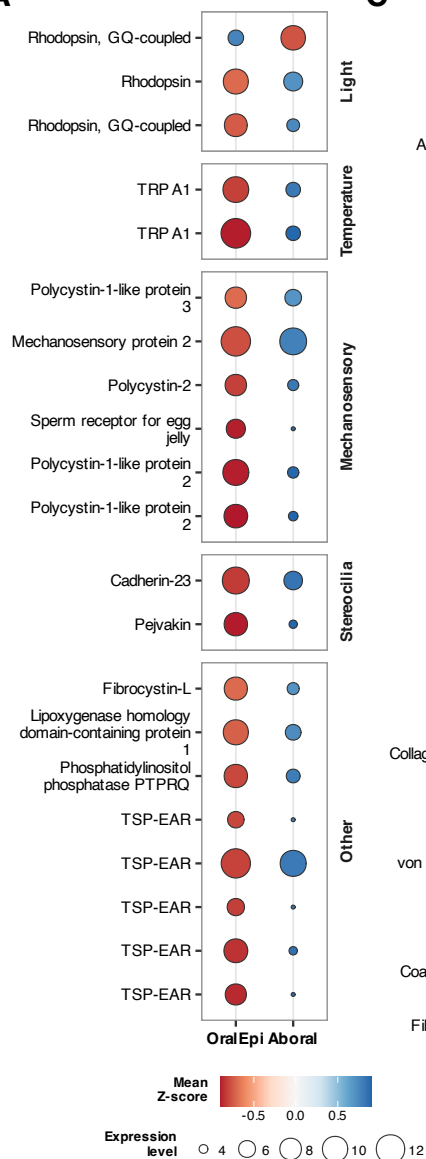 Rhodopsin, GQ-coupled
Rhodopsin
Rhodopsin, GQ-coupled
Light
TRP A1
TRP A1
Temperature
Polycystin-1-like protein
3
Mechanosensory protein 2
Polycystin-2
Sperm receptor for egg
jelly
Polycystin-1-like protein
2
Polycystin-1-like protein
2
Mechanosensory
Cadherin-23
Pejvakin
Stereocilia
Fibrocystin-L
Lipoxygenase homology
domain-containing protein
1
Phosphatidylinositol
phosphatase PTPRQ
TSP-EAR
TSP-EAR
TSP-EAR
TSP-EAR
TSP-EAR
Other
OralEpi Aboral
Mean
Z-score
-0.5 0.0 0.5
Expression
level
4 6 8 10 12
A
Collag
von
Coa
Fil